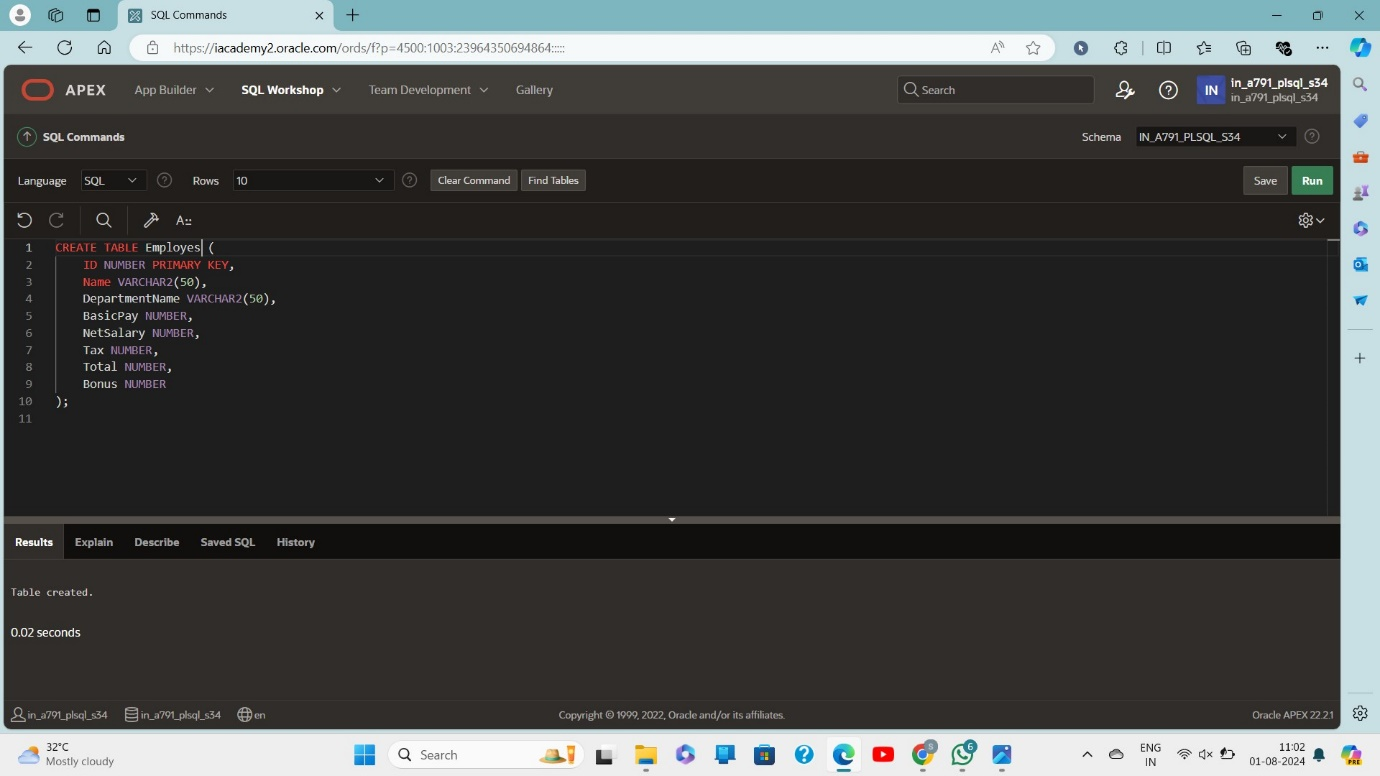 SQL Commands
https://iacademy2.oracle.com/ords/f?p=4500:1003:23964350694864:::::
APEX App Builder SQL Workshop Team Development Gallery Search IN in_a791_plsql_s34
in_a791_plsql_s34
SQL Commands Schema IN_A791_PLSQL_S34
Language SQL Rows 10 Clear Command Find Tables Save Run
A::
1 CREATE TABLE Employes (
2 ID NUMBER PRIMARY KEY,
3 Name VARCHAR2(50),
4 DepartmentName VARCHAR2(50),
5 BasicPay NUMBER,
6 NetSalary NUMBER,
7 Tax NUMBER,
8 Total NUMBER,
9 Bonus NUMBER
10 );
11
Results Explain Describe Saved SQL History
Table created.
0.02 seconds
in_a791_plsql_s34 in_a791_plsql_s34 en Copyright © 1999, 2022, Oracle and/or its affiliates. Oracle APEX 22.2.1
32°C
Mostly cloudy
Search
S
6
ENG
IN
11:02
01-08-2024
PRE